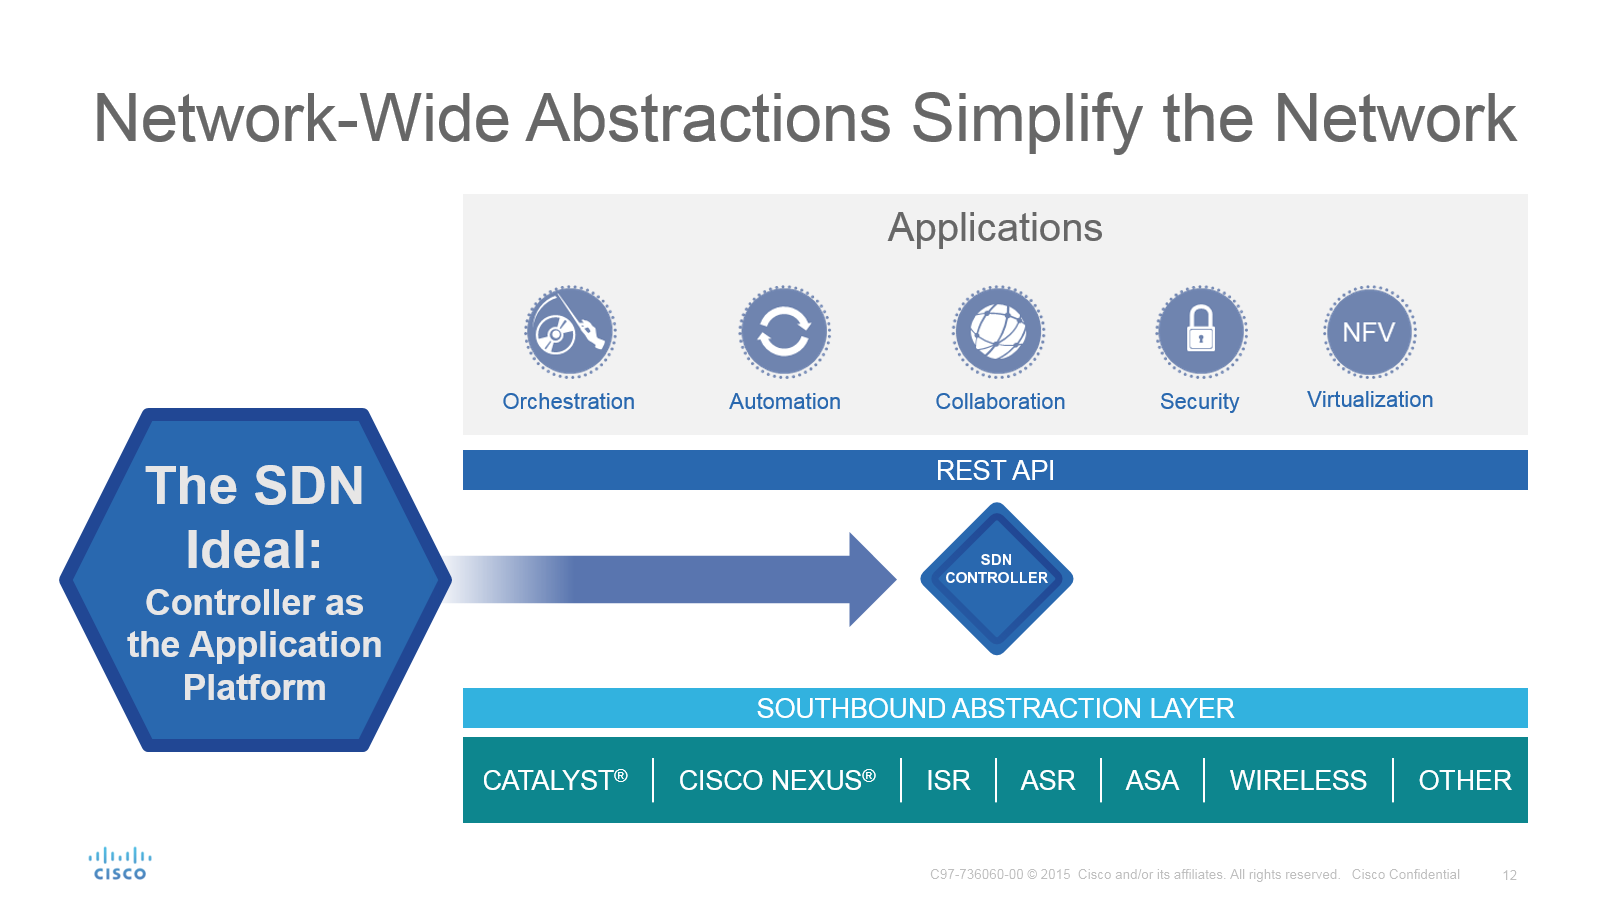 Network-Wide Abstractions Simplify the Network
Applications
NFV
Orchestration
Automation
Collaboration
Security
Virtualization
REST API
The SDN
Ideal:
Controller as
the Application
Platform
SDN
CONTROLLER
SOUTHBOUND ABSTRACTION LAYER
CATALYST® CISCO NEXUS® ISR ASR ASA WIRELESS OTHER
CISCO
C97-736060-00 © 2015 Cisco and/or its affiliates. All rights reserved. Cisco Confidential 12